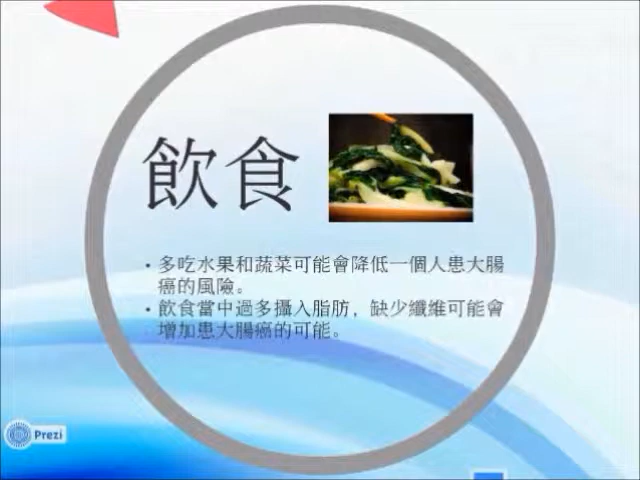 飲食
• 多吃水果和蔬菜可能會降低一個人患大腸
癌的風險。
• 飲食當中過多攝入脂肪，缺少纖維可能會
增加患大腸癌的可能。
Prezi